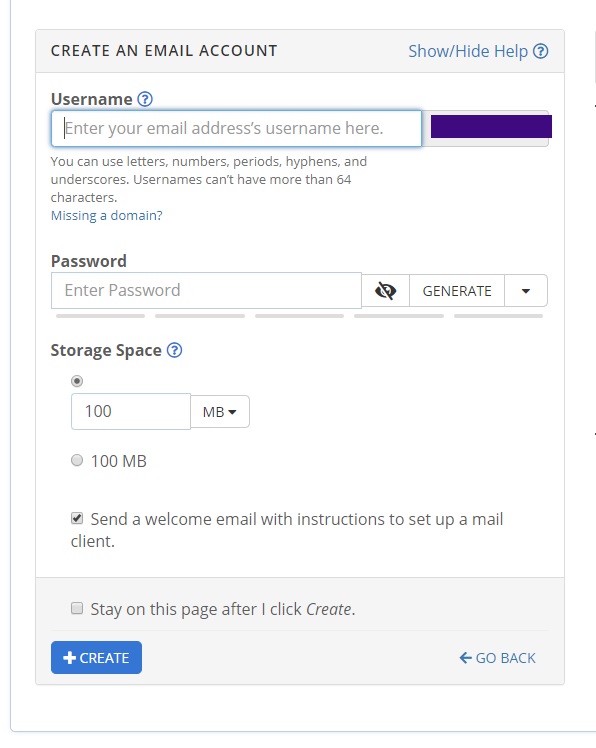 CREATE AN EMAIL ACCOUNT Show/Hide Help
Username
Enter your email address's username here.
You can use letters, numbers, periods, hyphens, and
underscores. Usernames can't have more than 64
characters.
Missing a domain?
Password
Enter Password GENERATE
Storage Space
100 MB
100 MB
Send a welcome email with instructions to set up a mail
client.
Stay on this page after I click Create.
CREATE GO BACK